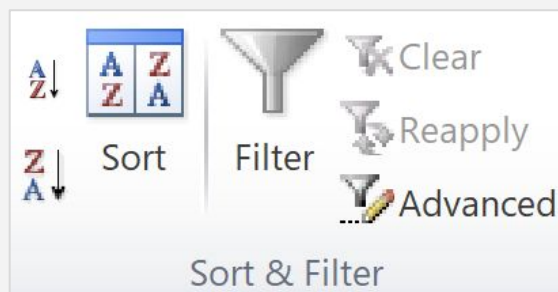 A
Z
Z
A
A Z
Z A
Sort
Filter
Clear
Reapply
Advanced
Sort & Filter